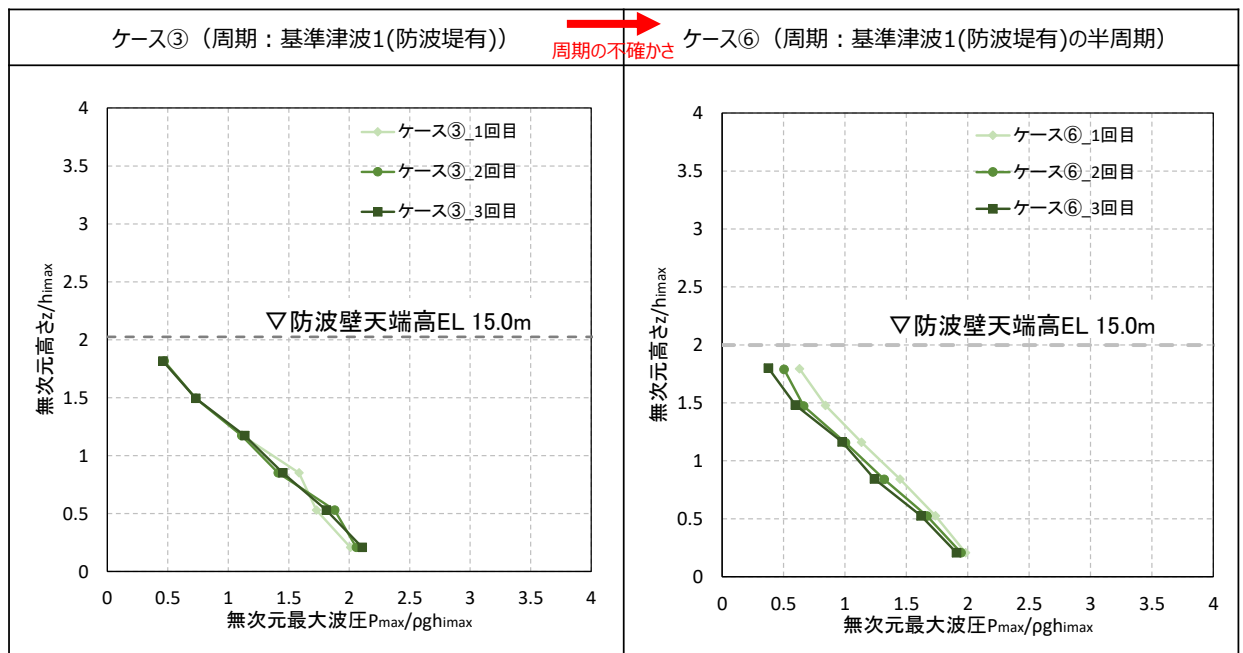 ケース③（周期：基準津波1(防波堤有)）
周期の不確かさ
ケース⑥（周期：基準津波1(防波堤有)の半周期）
4
3.5
3
2.5
2
1.5
1
0.5
0
無次元高さz/himax
ケース③_1回目
ケース③_2回目
ケース③_3回目
▽防波壁天端高EL 15.0m
0 0.5 1 1.5 2 2.5 3 3.5 4
無次元最大波圧Pmax/ρghimax
4
3.5
3
2.5
2
1.5
1
0.5
0
無次元高さz/himax
ケース⑥_1回目
ケース⑥_2回目
ケース⑥_3回目
▽防波壁天端高EL 15.0m
0 0.5 1 1.5 2 2.5 3 3.5 4
無次元最大波圧Pmax/ρghimax